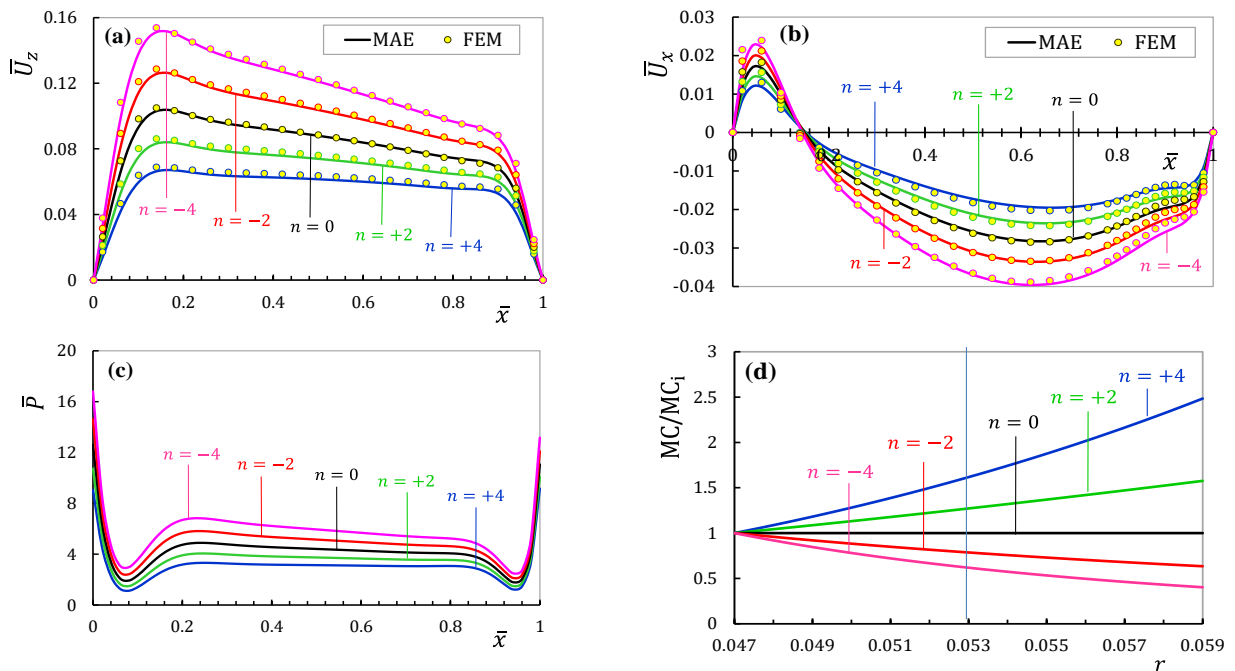 (a)
MAE
FEM
U̅z
0.16
0.12
0.08
0.04
0
n = −4
n = −2
n = 0
n = +2
n = +4
0
0.2
0.4
0.6
0.8
1
x̅
(b)
MAE
FEM
U̅x
0.03
0.02
0.01
0
-0.01
-0.02
-0.03
-0.04
n = +4
n = +2
n = 0
0
0.2
0.4
0.6
0.8
1
x̅
n = −2
n = −4
(c)
P̅
20
16
12
8
4
0
n = −4
n = −2
n = 0
n = +2
n = +4
0
0.2
0.4
0.6
0.8
1
x̅
(d)
MC/MCi
3
2.5
2
1.5
1
0.5
0
n = +4
n = +2
n = 0
n = −2
n = −4
0.047
0.049
0.051
0.053
0.055
0.057
0.059
r